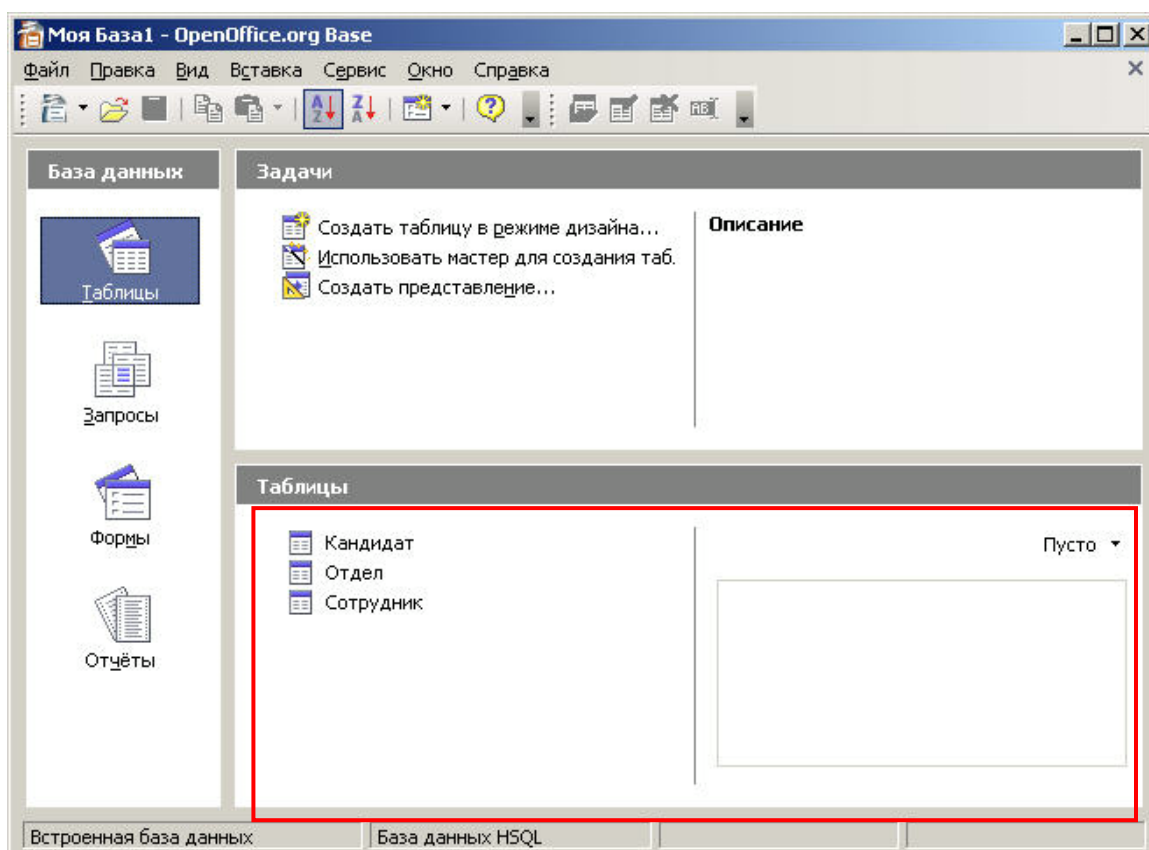 Моя База1 - OpenOffice.org Base
Файл Правка Вид Вставка Сервис Окно Справка
База данных
Таблицы
Запросы
Формы
Отчёты
Задачи
Создать таблицу в режиме дизайна...
Использовать мастер для создания таб.
Создать представление...
Описание
Таблицы
Кандидат
Отдел
Сотрудник
Пусто
Встроенная база данных
База данных HSQL